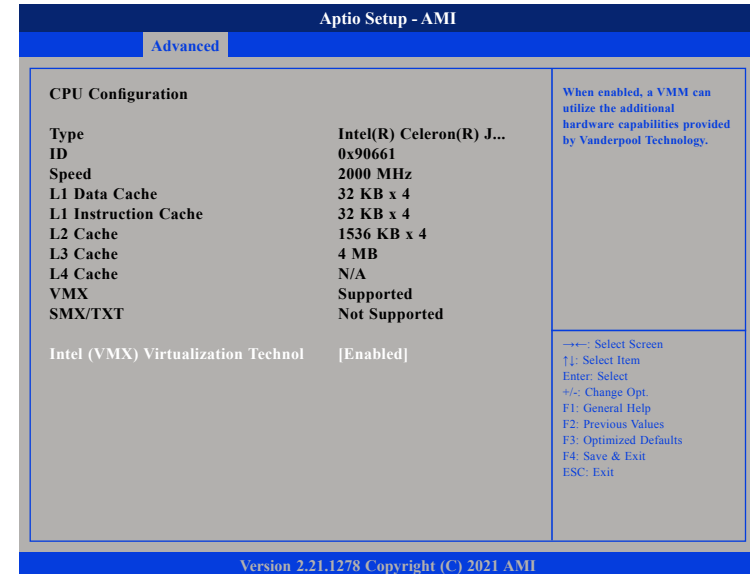 Aptio Setup - AMI
Advanced
CPU Configuration
Type Intel(R) Celeron(R) J...
ID 0x90661
Speed 2000 MHz
L1 Data Cache 32 KB x 4
L1 Instruction Cache 32 KB x 4
L2 Cache 1536 KB x 4
L3 Cache 4 MB
L4 Cache N/A
VMX Supported
SMX/TXT Not Supported
Intel (VMX) Virtualization Technol [Enabled]
When enabled, a VMM can
utilize the additional
hardware capabilities provided
by Vanderpool Technology.
→←: Select Screen
↑↓: Select Item
Enter: Select
+/-: Change Opt.
F1: General Help
F2: Previous Values
F3: Optimized Defaults
F4: Save & Exit
ESC: Exit
Version 2.21.1278 Copyright (C) 2021 AMI